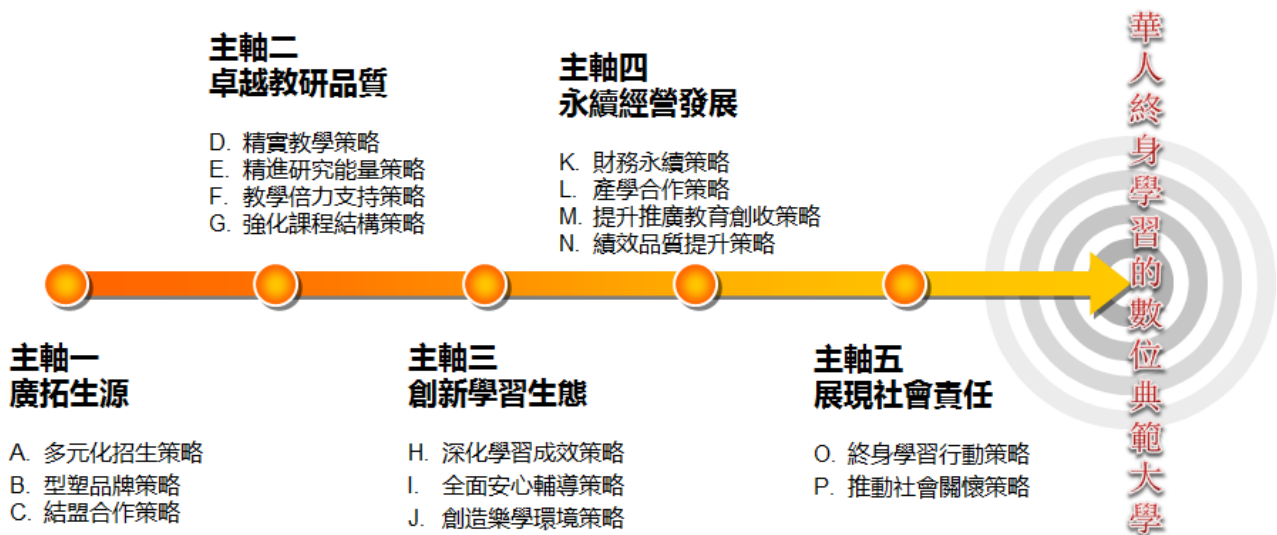 主軸一
廣拓生源
A. 多元化招生策略
B. 型塑品牌策略
C. 結盟合作策略
主軸二
卓越教研品質
D. 精實教學策略
E. 精進研究能量策略
F. 教學倍力支持策略
G. 強化課程結構策略
主軸三
創新學習生態
H. 深化學習成效策略
I. 全面安心輔導策略
J. 創造樂學環境策略
主軸四
永續經營發展
K. 財務永續策略
L. 產學合作策略
M. 提升推廣教育創收策略
N. 績效品質提升策略
主軸五
展現社會責任
O. 終身學習行動策略
P. 推動社會關懷策略
華人終身學習的數位典範大學